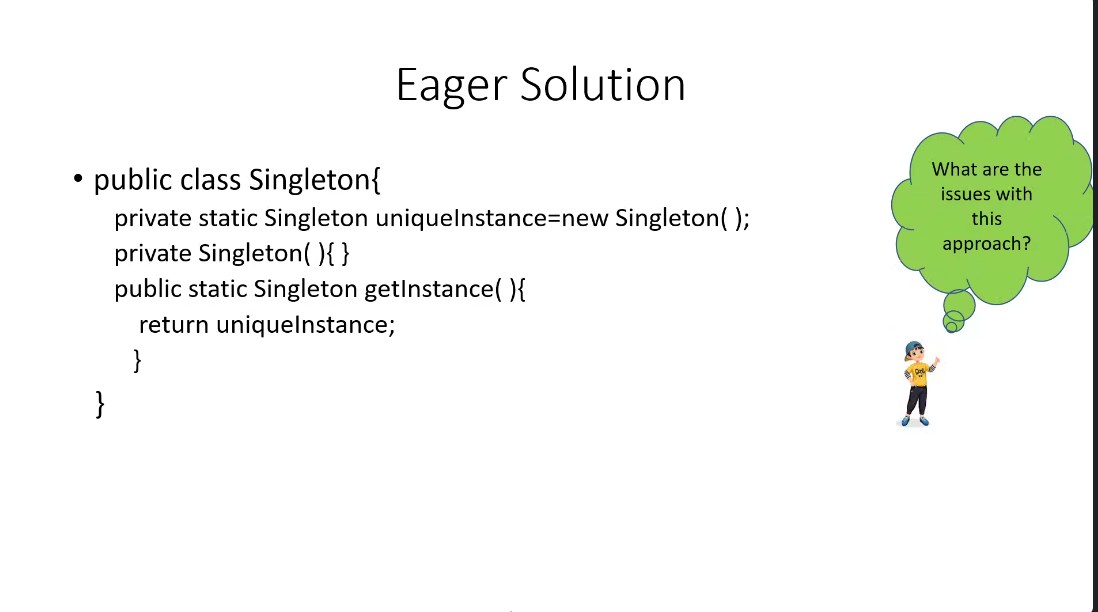 Eager Solution
• public class Singleton{
private static Singleton uniqueInstance=new Singleton( );
private Singleton( ){ }
public static Singleton getInstance( ){
return uniqueInstance;
}
}
What are the
issues with
this
approach?